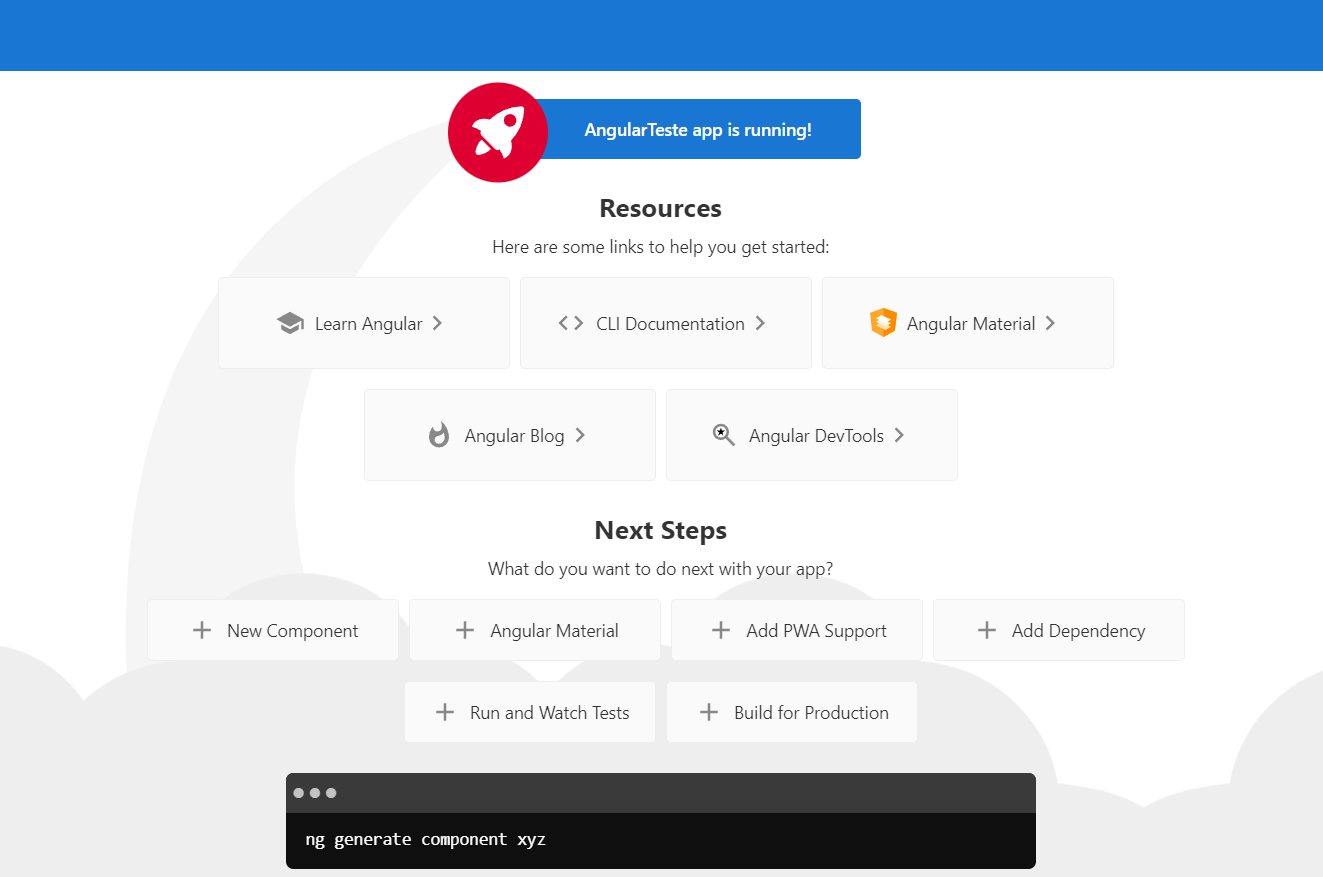 AngularTeste app is running!
Resources
Here are some links to help you get started:
Learn Angular
CLI Documentation
Angular Material
Angular Blog
Angular DevTools
Next Steps
What do you want to do next with your app?
New Component
Angular Material
Add PWA Support
Add Dependency
Run and Watch Tests
Build for Production
ng generate component xyz